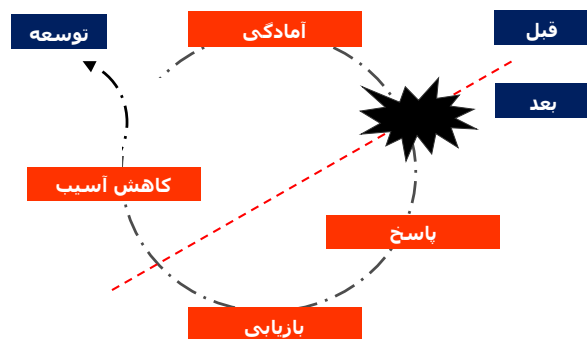 توسعه
آمادگی
قبل
بعد
کاهش آسیب
پاسخ
بازیابی